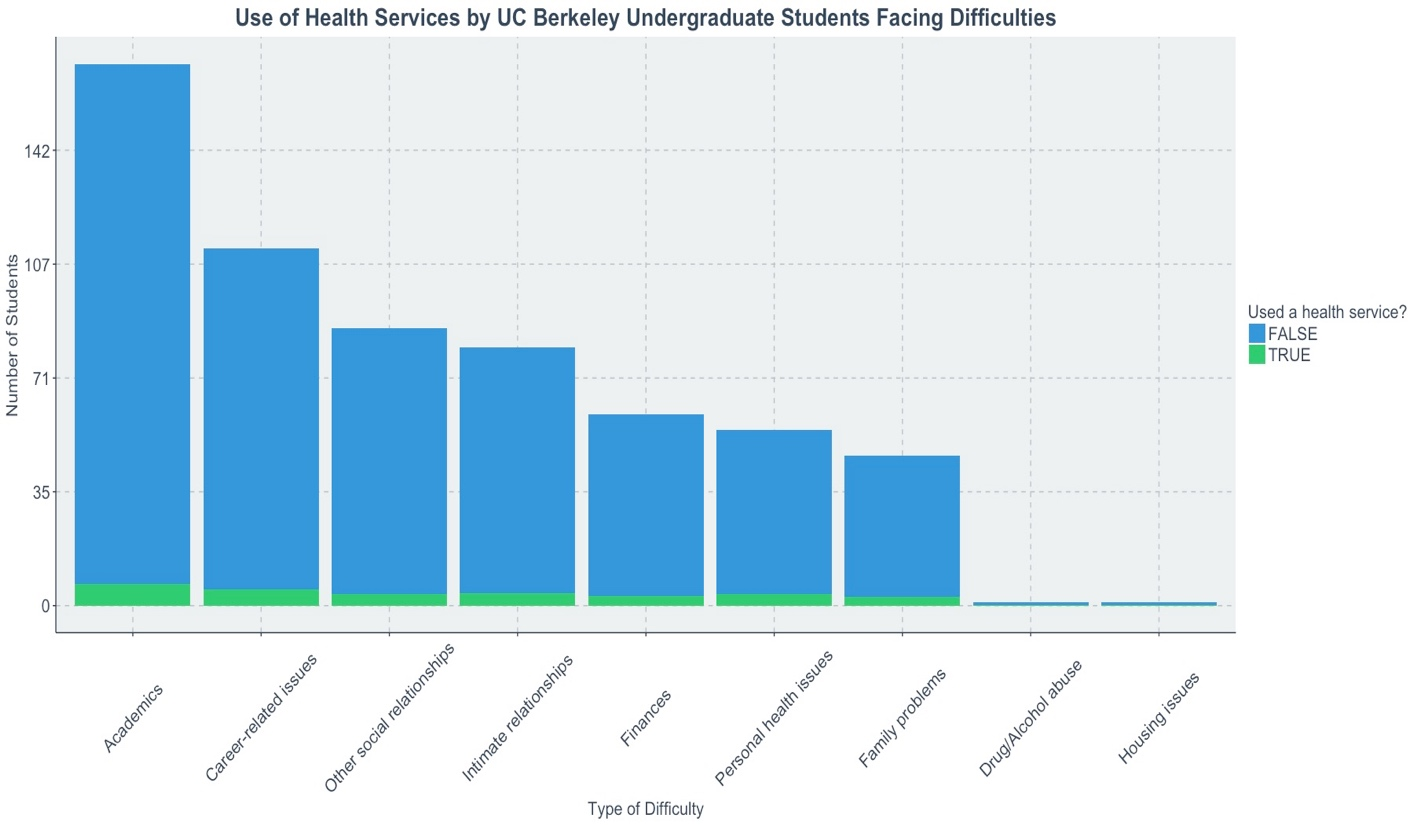 Use of Health Services by UC Berkeley Undergraduate Students Facing Difficulties
Number of Students
142
107
71
35
0
Academics
Career-related issues
Other social relationships
Intimate relationships
Finances
Personal health issues
Family problems
Drug/Alcohol abuse
Housing issues
Type of Difficulty
Used a health service?
FALSE
TRUE